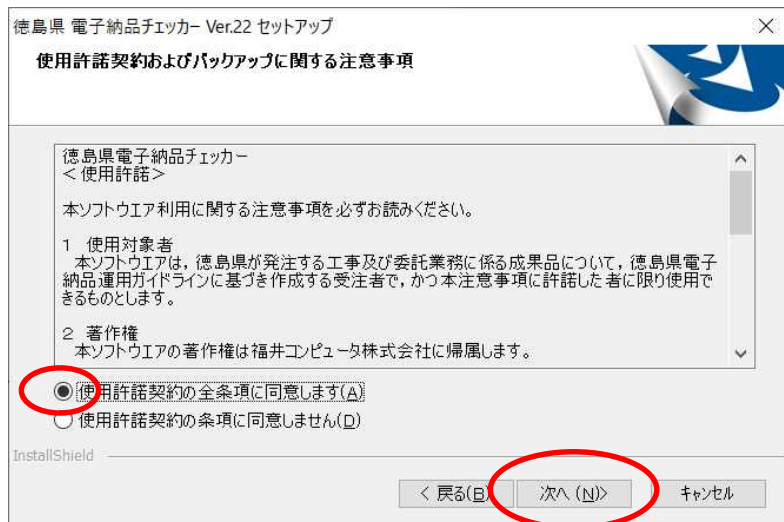 徳島県 電子納品チェッカー Ver.22 セットアップ
使用許諾契約およびバックアップに関する注意事項
徳島県電子納品チェッカー
＜使用許諾＞
本ソフトウエア利用に関する注意事項を必ずお読みください。
1 使用対象者
本ソフトウエアは，徳島県が発注する工事及び委託業務に係る成果品について，徳島県電子
納品運用ガイドラインに基づき作成する受注者で，かつ本注意事項に許諾した者に限り使用で
きるものとします。
2 著作権
本ソフトウエアの著作権は福井コンピュータ株式会社に帰属します。
使用許諾契約の全条項に同意します(A)
使用許諾契約の条項に同意しません(D)
InstallShield
< 戻る(B) 次へ (N)> キャンセル